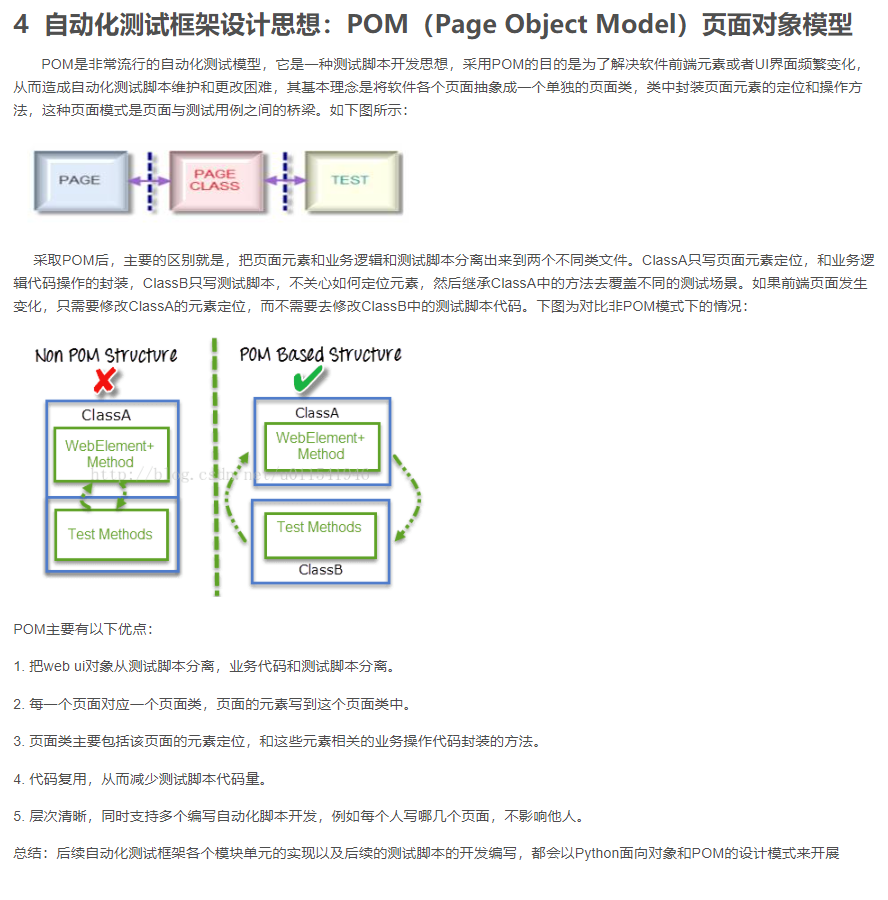 4 自动化测试框架设计思想：POM（Page Object Model）页面对象模型
POM是非常流行的自动化测试模型，它是一种测试脚本开发思想，采用POM的目的是为了解决软件前端元素或者UI界面频繁变化，
从而造成自动化测试脚本维护和更改困难，其基本理念是将软件各个页面抽象成一个单独的页面类，类中封装页面元素的定位和操作方
法，这种页面模式是页面与测试用例之间的桥梁。如下图所示：
PAGE
PAGE
CLASS
TEST
采取POM后，主要的区别就是，把页面元素和业务逻辑和测试脚本分离出来到两个不同类文件。ClassA只写页面元素定位，和业务逻
辑代码操作的封装，ClassB只写测试脚本，不关心如何定位元素，然后继承ClassA中的方法去覆盖不同的测试场景。如果前端页面发生
变化，只需要修改ClassA的元素定位，而不需要去修改ClassB中的测试脚本代码。下图为对比非POM模式下的情况：
Non POM Structure
ClassA
WebElement+
Method
Test Methods
POM Based Structure
ClassA
WebElement+
Method
Test Methods
ClassB
POM主要有以下优点：
1. 把web ui对象从测试脚本分离，业务代码和测试脚本分离。
2. 每一个页面对应一个页面类，页面的元素写到这个页面类中。
3. 页面类主要包括该页面的元素定位，和这些元素相关的业务操作代码封装的方法。
4. 代码复用，从而减少测试脚本代码量。
5. 层次清晰，同时支持多个编写自动化脚本开发，例如每个人写哪几个页面，不影响他人。
总结：后续自动化测试框架各个模块单元的实现以及后续的测试脚本的开发编写，都会以Python面向对象和POM的设计模式来开展